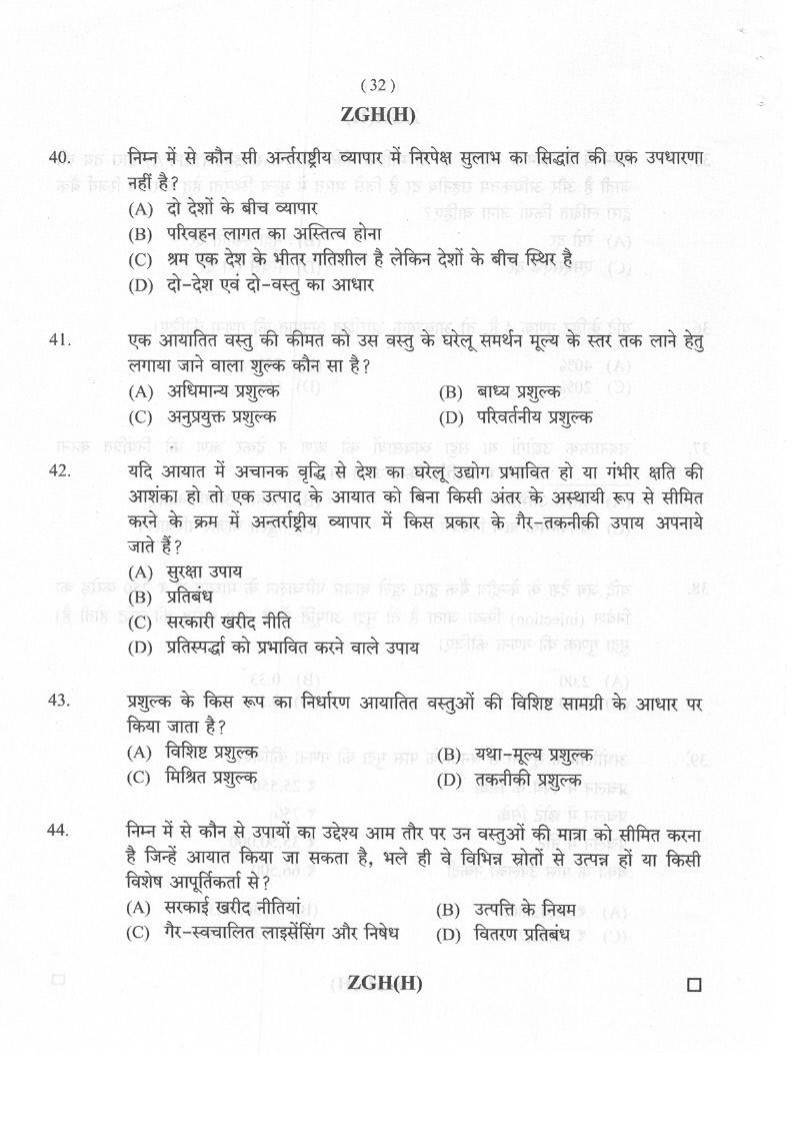 ( 32 )
ZGH(H)
40. निम्न में से कौन सी अर्न्तराष्ट्रीय व्यापार में निरपेक्ष सुलाभ का सिद्धांत की एक उपधारणा
नहीं है?
(A) दो देशों के बीच व्यापार
(B) परिवहन लागत का अस्तित्व होना
(C) श्रम एक देश के भीतर गतिशील है लेकिन देशों के बीच स्थिर है
(D) दो-देश एवं दो-वस्तु का आधार
41. एक आयातित वस्तु की कीमत को उस वस्तु के घरेलू समर्थन मूल्य के स्तर तक लाने हेतु
लगाया जाने वाला शुल्क कौन सा है?
(A) अधिमान्य प्रशुल्क (B) बाध्य प्रशुल्क
(C) अनुप्रयुक्त प्रशुल्क (D) परिवर्तनीय प्रशुल्क
42. यदि आयात में अचानक वृद्धि से देश का घरेलू उद्योग प्रभावित हो या गंभीर क्षति की
आशंका हो तो एक उत्पाद के आयात को बिना किसी अंतर के अस्थायी रूप से सीमित
करने के क्रम में अन्तर्राष्ट्रीय व्यापार में किस प्रकार के गैर-तकनीकी उपाय अपनाये
जाते हैं?
(A) सुरक्षा उपाय
(B) प्रतिबंध
(C) सरकारी खरीद नीति
(D) प्रतिस्पर्द्धा को प्रभावित करने वाले उपाय
43. प्रशुल्क के किस रूप का निर्धारण आयातित वस्तुओं की विशिष्ट सामग्री के आधार पर
किया जाता है?
(A) विशिष्ट प्रशुल्क (B) यथा-मूल्य प्रशुल्क
(C) मिश्रित प्रशुल्क (D) तकनीकी प्रशुल्क
44. निम्न में से कौन से उपायों का उद्देश्य आम तौर पर उन वस्तुओं की मात्रा को सीमित करना
है जिन्हें आयात किया जा सकता है, भले ही वे विभिन्न स्रोतों से उत्पन्न हों या किसी
विशेष आपूर्तिकर्ता से?
(A) सरकाई खरीद नीतियां (B) उत्पत्ति के नियम
(C) गैर-स्वचालित लाइसेंसिंग और निषेध (D) वितरण प्रतिबंध
ZGH(H)